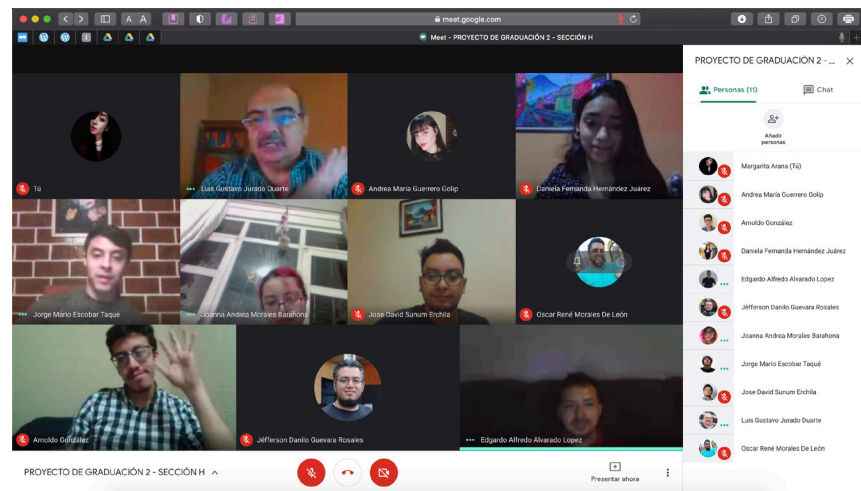 A A
meet.google.com
Meet - PROYECTO DE GRADUACIÓN 2 - SECCIÓN H
Tú
Luis Gustavo Jurado Duarte
Andrea María Guerrero Golip
Daniela Fernanda Hernández Juárez
Jorge Mario Escobar Taqué
Joanna Andrea Morales Barahona
Jose David Sunum Erchila
Oscar René Morales De León
Arnoldo González
Jéfferson Danilo Guevara Rosales
Edgardo Alfredo Alvarado Lopez
PROYECTO DE GRADUACIÓN 2 - SECCIÓN H
Presentar ahora
PROYECTO DE GRADUACIÓN 2 - ...
Personas (11)
Chat
Añadir
personas
Margarita Arana (Tú)
Andrea María Guerrero Golip
Arnoldo González
Daniela Fernanda Hernández Juárez
Edgardo Alfredo Alvarado Lopez
Jéfferson Danilo Guevara Rosales
Joanna Andrea Morales Barahona
Jorge Mario Escobar Taqué
Jose David Sunum Erchila
Luis Gustavo Jurado Duarte
Oscar René Morales De León